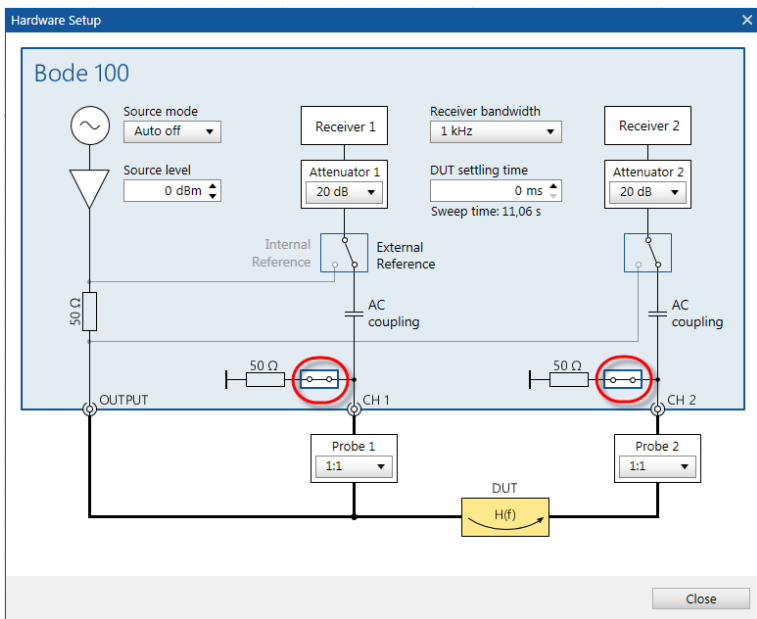 Hardware Setup
Bode 100
Source mode
Auto off
Receiver 1
Receiver bandwidth
1 kHz
Receiver 2
Source level
0 dBm
Attenuator 1
20 dB
DUT settling time
0 ms
Sweep time: 11,06 s
Attenuator 2
20 dB
Internal
Reference
External
Reference
50 Ω
AC
coupling
AC
coupling
50 Ω
50 Ω
OUTPUT
CH 1
CH 2
Probe 1
1:1
Probe 2
1:1
DUT
H(f)
Close